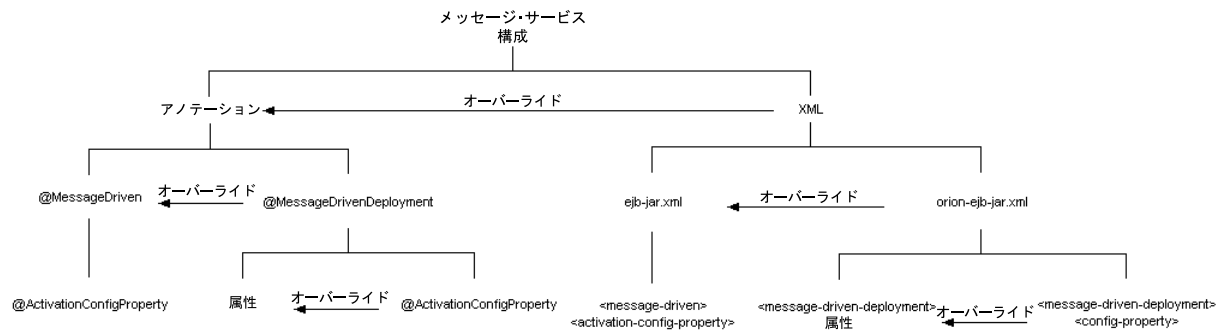 メッセージ・サービス
構成
アノテーション
オーバーライド
XML
@MessageDriven
オーバーライド
@MessageDrivenDeployment
ejb-jar.xml
オーバーライド
orion-ejb-jar.xml
@ActivationConfigProperty
属性
オーバーライド
@ActivationConfigProperty
<message-driven>
<activation-config-property>
<message-driven-deployment>
属性
オーバーライド
<message-driven-deployment>
<config-property>